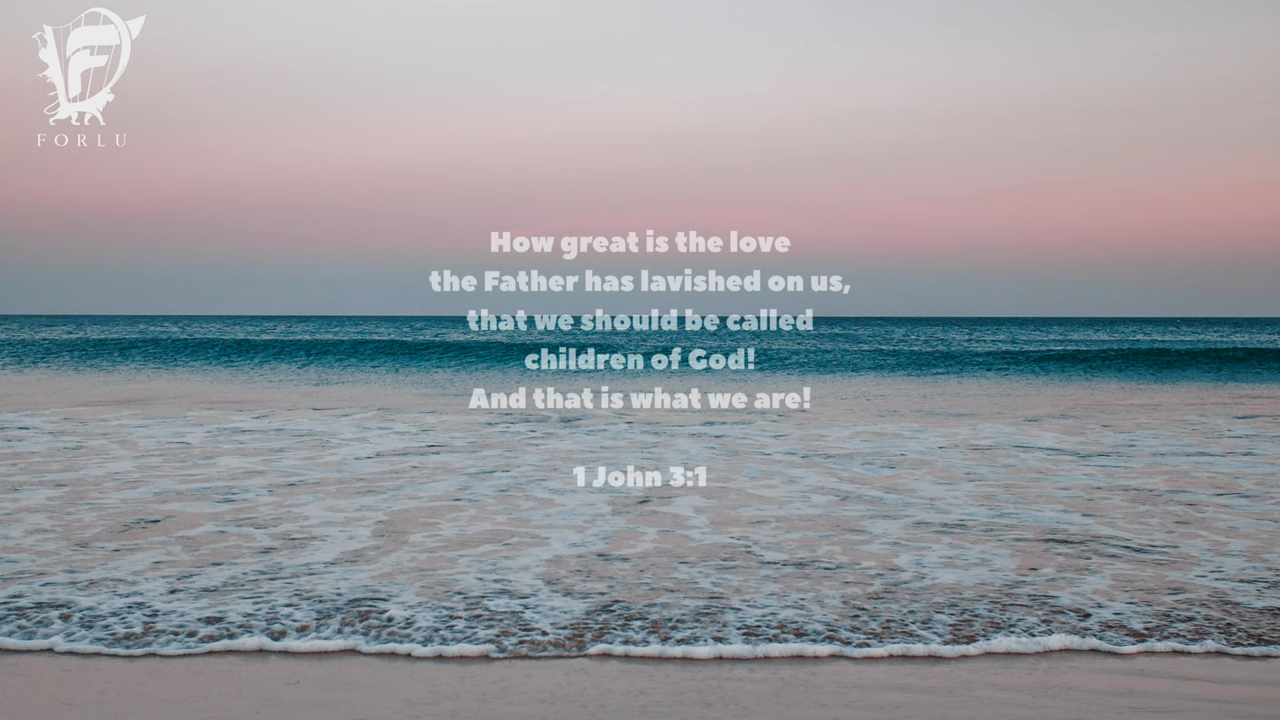 FORLU
How great is the love
the Father has lavished on us,
that we should be called
children of God!
And that is what we are!
1 John 3:1